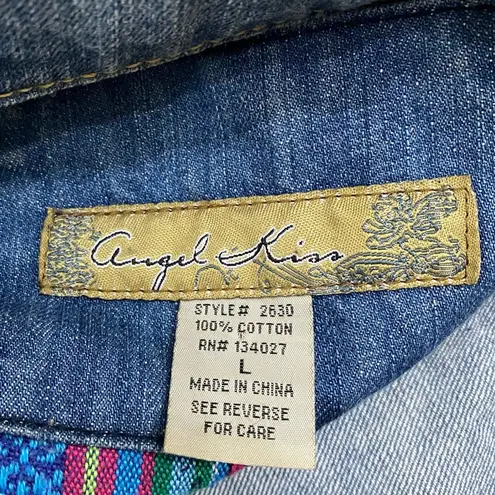 Angel Kiss
STYLE# 2630
100% COTTON
RN# 134027
L
MADE IN CHINA
SEE REVERSE
FOR CARE